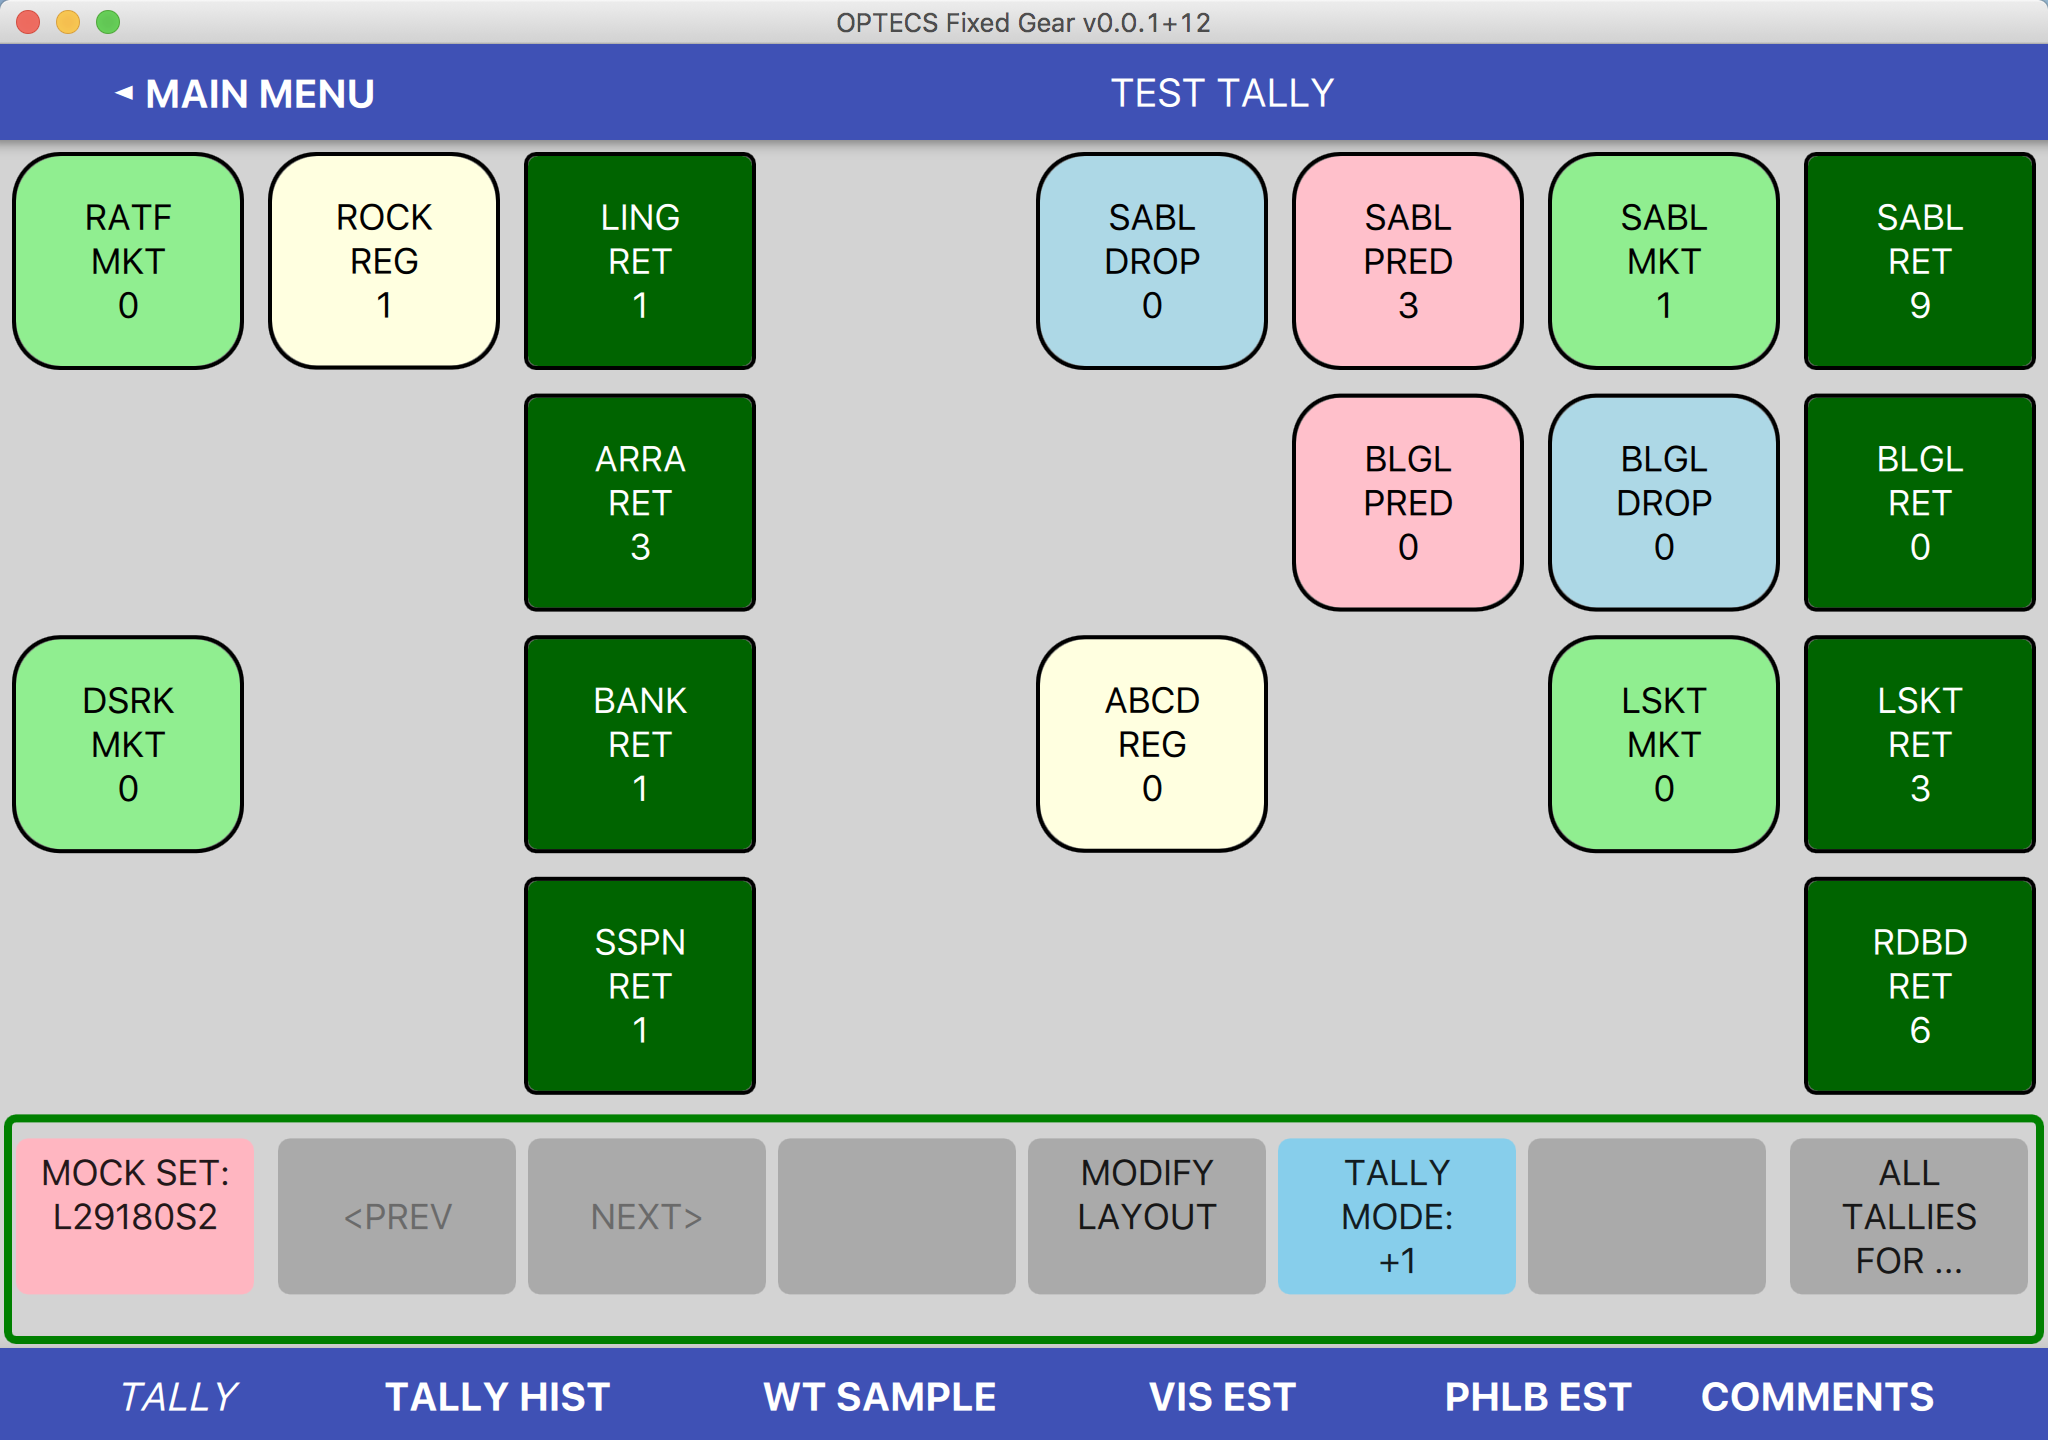 OPTECS Fixed Gear v0.0.1+12
◄ MAIN MENU
TEST TALLY
RATF
MKT
0
ROCK
REG
1
LING
RET
1
SABL
DROP
0
SABL
PRED
3
SABL
MKT
1
SABL
RET
9
ARRA
RET
3
BLGL
PRED
0
BLGL
DROP
0
BLGL
RET
0
DSRK
MKT
0
BANK
RET
1
ABCD
REG
0
LSKT
MKT
0
LSKT
RET
3
SSPN
RET
1
RDBD
RET
6
MOCK SET:
L29180S2
<PREV
NEXT>
MODIFY
LAYOUT
TALLY
MODE:
+1
ALL
TALLIES
FOR ...
TALLY
TALLY HIST
WT SAMPLE
VIS EST
PHLB EST
COMMENTS